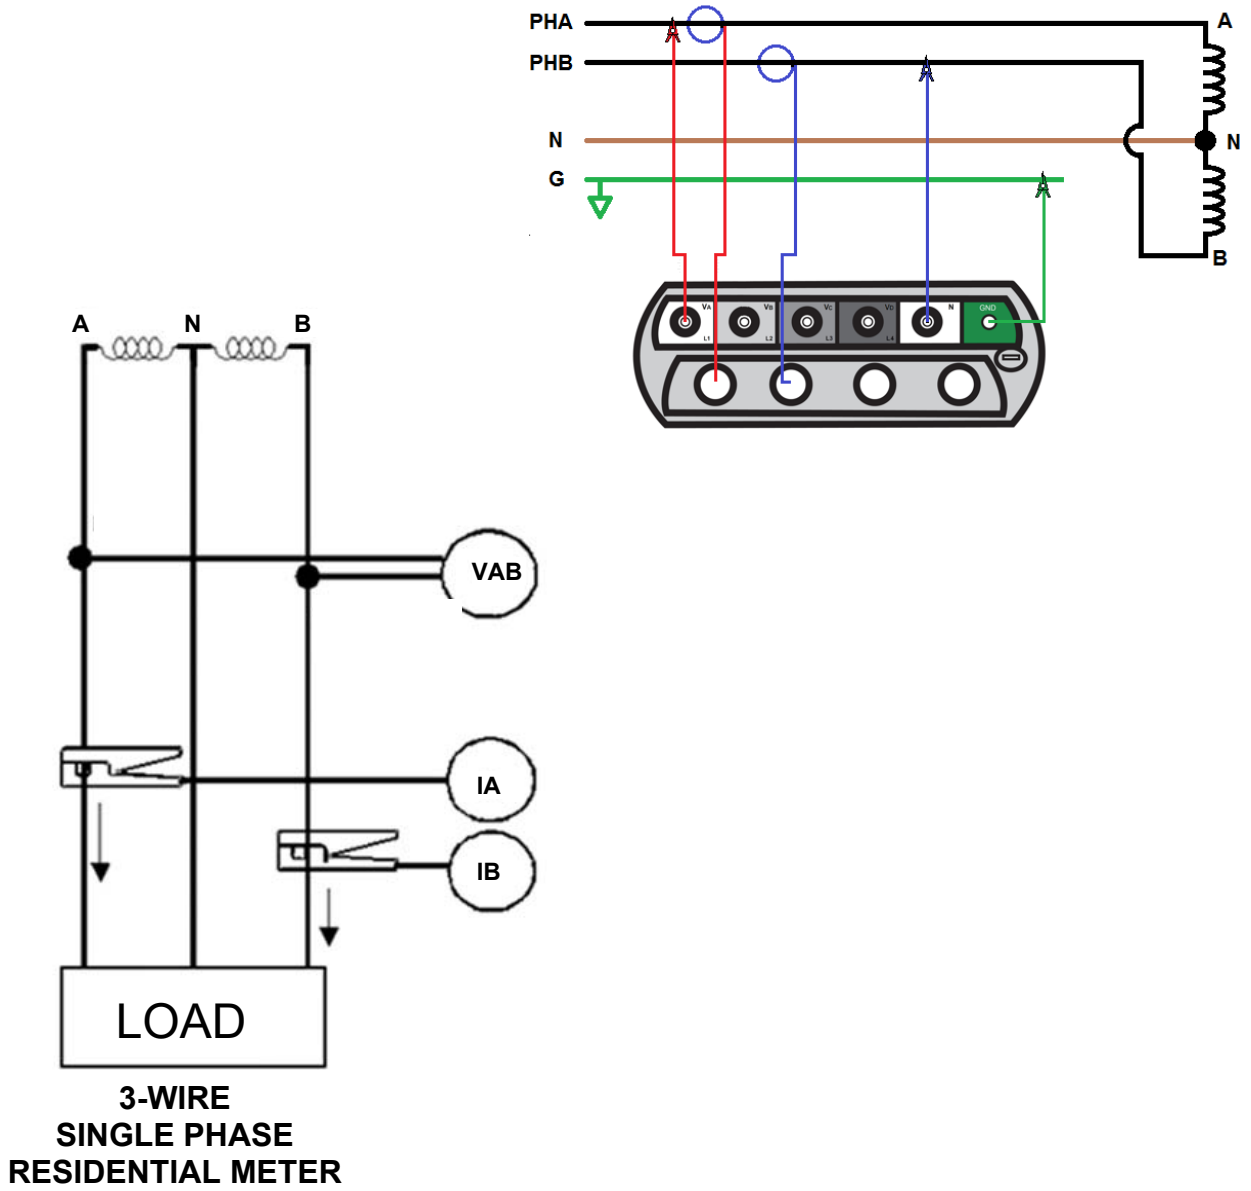 PHA
A
PHB
N
N
G
B
VA
VB
VC
VD
N
GND
L1
L2
L3
L4
A
N
B
VAB
IA
IB
LOAD
3-WIRE
SINGLE PHASE
RESIDENTIAL METER